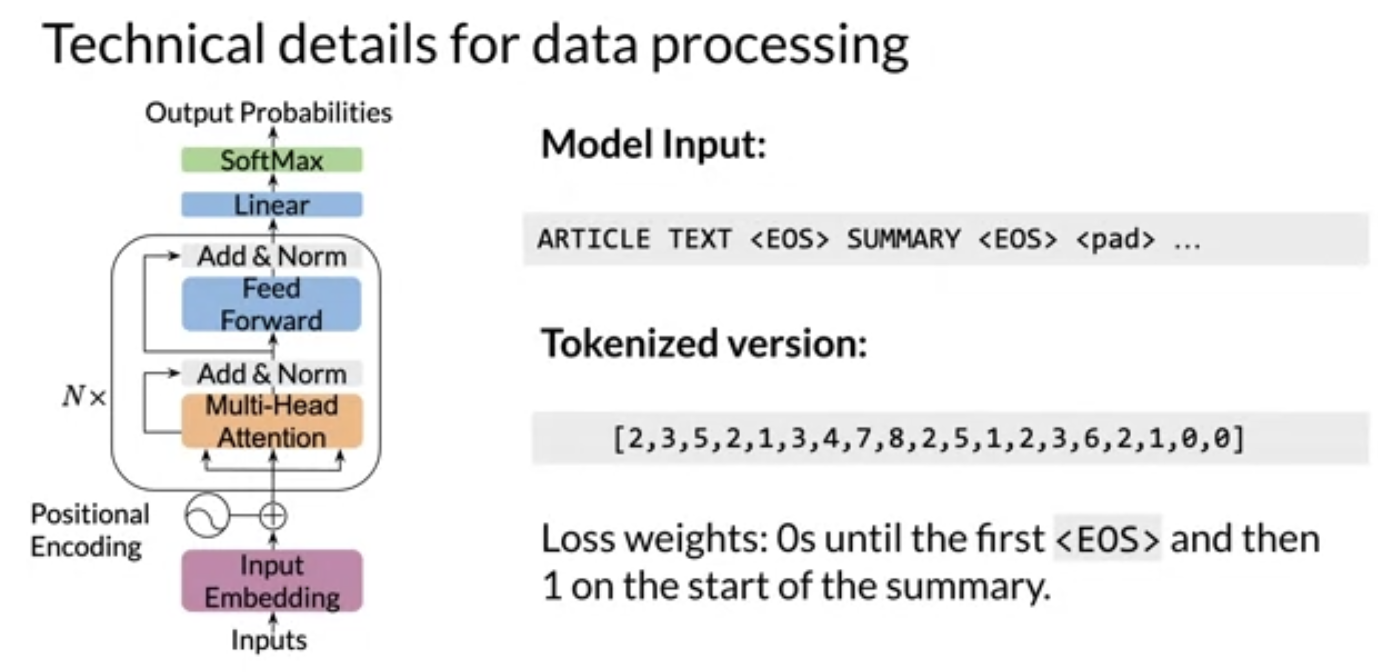 Technical details for data processing
Output Probabilities
SoftMax
Linear
Add & Norm
Feed
Forward
Add & Norm
Multi-Head
Attention
N×
Positional
Encoding
Input
Embedding
Inputs
Model Input:
ARTICLE TEXT <EOS> SUMMARY <EOS> <pad> ...
Tokenized version:
[2,3,5,2,1,3,4,7,8,2,5,1,2,3,6,2,1,0,0]
Loss weights: 0s until the first <EOS> and then
1 on the start of the summary.